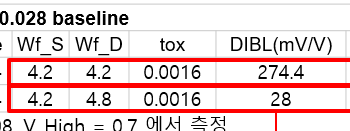 0.028 baseline
Wf_S Wf_D tox DIBL(mV/V)
4.2 4.2 0.0016 274.4
4.2 4.8 0.0016 28
V_High = 0.7 에서 측정